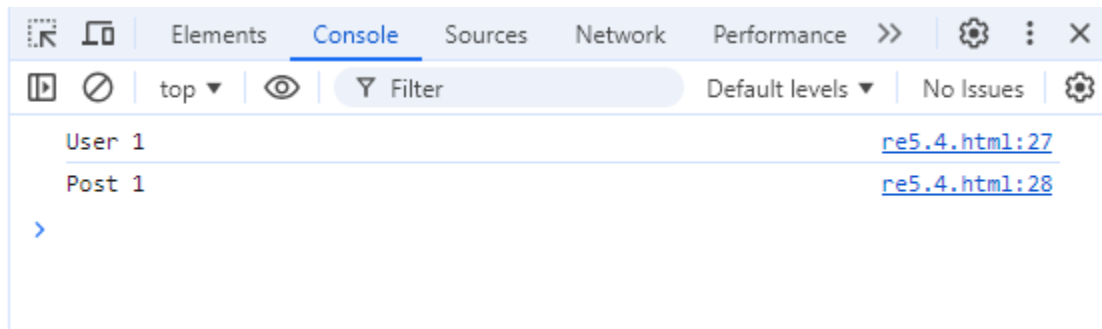 Elements Console Sources Network Performance
top Filter Default levels No Issues
User 1 re5.4.html:27
Post 1 re5.4.html:28